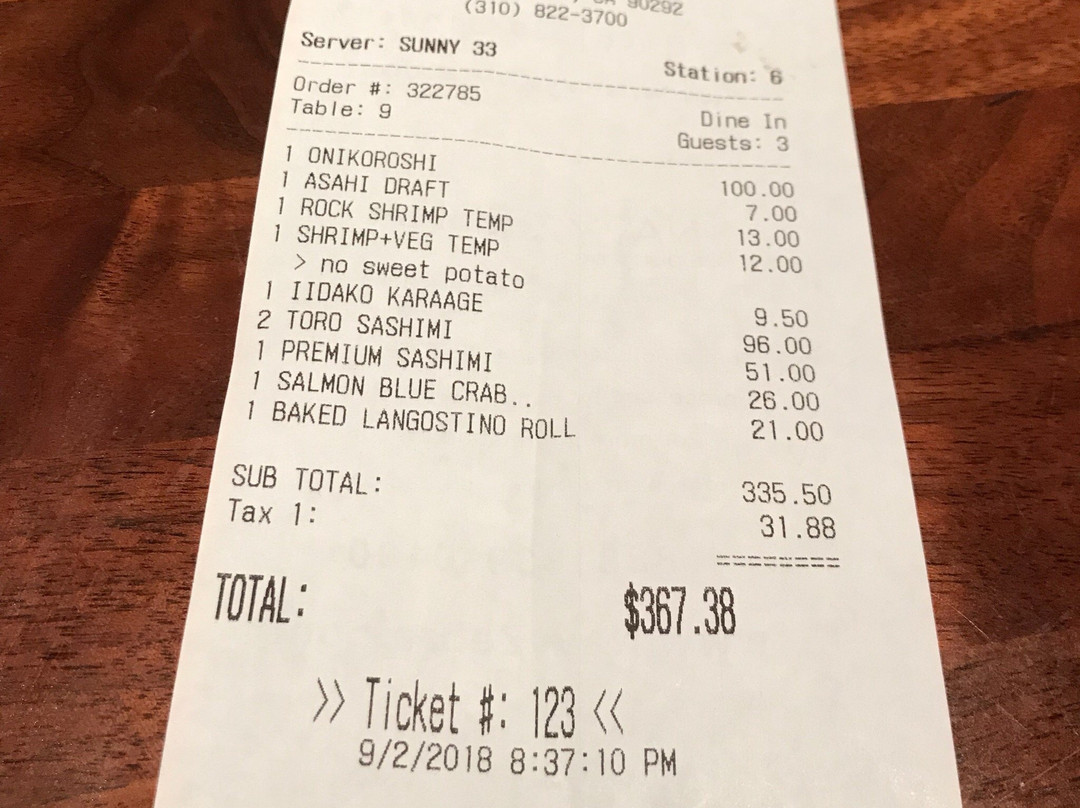 90292
(310) 822-3700
Server: SUNNY 33 Station: 6
Order #: 322785 Dine In
Table: 9 Guests: 3
1 ONIKOROSHI 100.00
1 ASAHI DRAFT 7.00
1 ROCK SHRIMP TEMP 13.00
1 SHRIMP+VEG TEMP 12.00
> no sweet potato
1 IIDAKO KARAAGE 9.50
2 TORO SASHIMI 96.00
1 PREMIUM SASHIMI 51.00
1 SALMON BLUE CRAB.. 26.00
1 BAKED LANGOSTINO ROLL 21.00
SUB TOTAL: 335.50
Tax 1: 31.88
TOTAL: $367.38
>> Ticket #: 123 <<
9/2/2018 8:37:10 PM